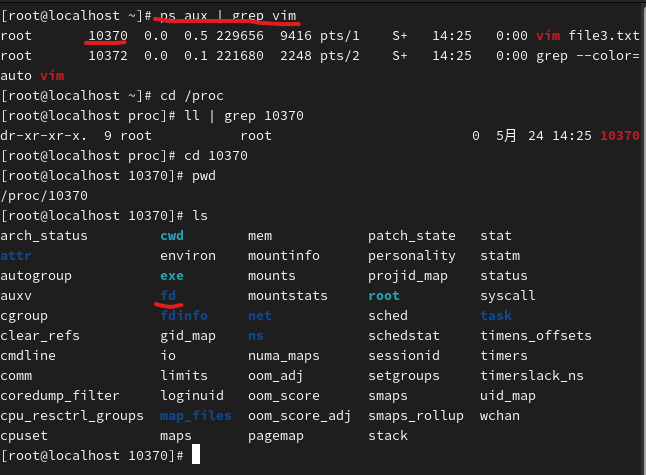 [root@localhost ~]# ps aux | grep vim
root      10370  0.0  0.5 229656  9416 pts/1    S+   14:25   0:00 vim file3.txt
root      10372  0.0  0.1 221680  2248 pts/2    S+   14:25   0:00 grep --color=
auto vim
[root@localhost ~]# cd /proc
[root@localhost proc]# ll | grep 10370
dr-xr-xr-x.  9 root             root                          0  5月  24 14:25 10370
[root@localhost proc]# cd 10370
[root@localhost 10370]# pwd
/proc/10370
[root@localhost 10370]# ls
arch_status         cwd        mem            patch_state   stat
attr                environ    mountinfo      personality   statm
autogroup           exe        mounts         projid_map    status
auxv                fd         mountstats     root          syscall
cgroup              fdinfo     net            sched         task
clear_refs          gid_map    ns             schedstat     timens_offsets
cmdline             io         numa_maps      sessionid     timers
comm                limits     oom_adj        setgroups     timerslack_ns
coredump_filter     loginuid   oom_score      smaps         uid_map
cpu_resctrl_groups  map_files  oom_score_adj  smaps_rollup  wchan
cpuset              maps       pagemap        stack
[root@localhost 10370]#